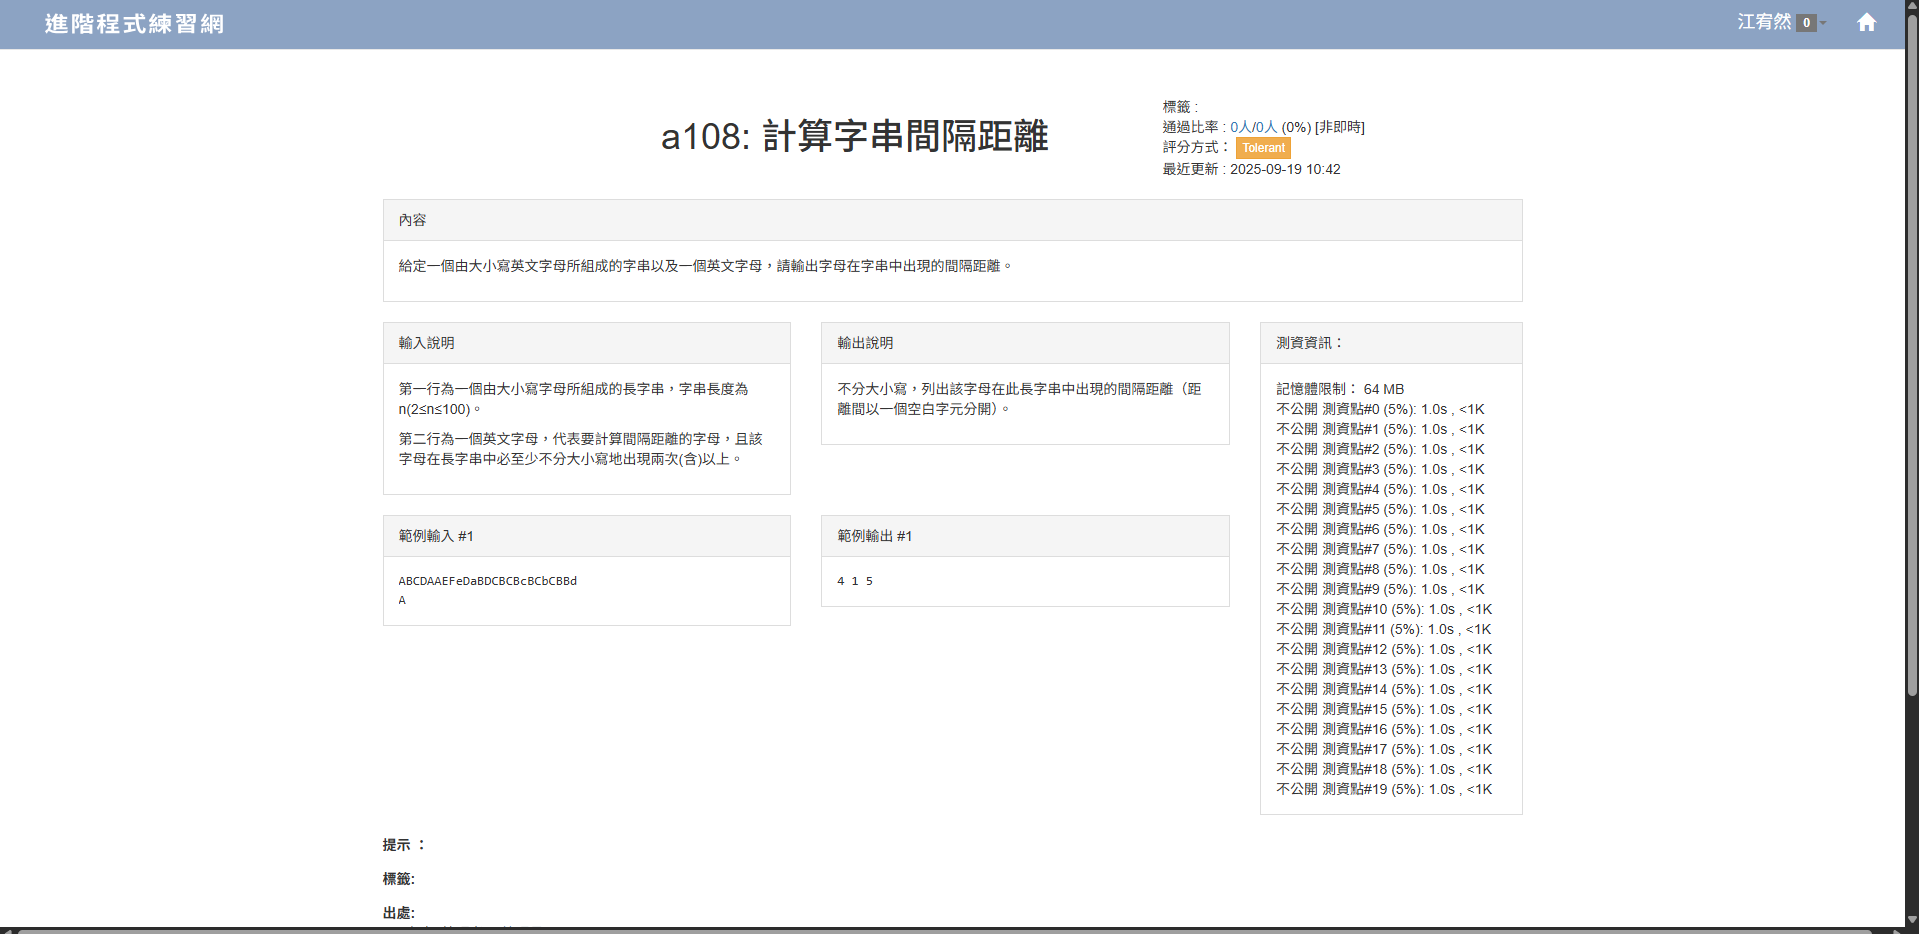 進階程式練習網
江宥然 0
a108: 計算字串間隔距離
標籤 :
通過比率 : 0人/0人 (0%) [非即時]
評分方式： Tolerant
最近更新 : 2025-09-19 10:42
內容
給定一個由大小寫英文字母所組成的字串以及一個英文字母，請輸出字母在字串中出現的間隔距離。
輸入說明
第一行為一個由大小寫字母所組成的長字串，字串長度為
n(2≤n≤100)。
第二行為一個英文字母，代表要計算間隔距離的字母，且該
字母在長字串中必至少不分大小寫地出現兩次(含)以上。
輸出說明
不分大小寫，列出該字母在此長字串中出現的間隔距離（距
離間以一個空白字元分開）。
測資資訊：
記憶體限制： 64 MB
不公開 測資點#0 (5%): 1.0s , <1K
不公開 測資點#1 (5%): 1.0s , <1K
不公開 測資點#2 (5%): 1.0s , <1K
不公開 測資點#3 (5%): 1.0s , <1K
不公開 測資點#4 (5%): 1.0s , <1K
不公開 測資點#5 (5%): 1.0s , <1K
不公開 測資點#6 (5%): 1.0s , <1K
不公開 測資點#7 (5%): 1.0s , <1K
不公開 測資點#8 (5%): 1.0s , <1K
不公開 測資點#9 (5%): 1.0s , <1K
不公開 測資點#10 (5%): 1.0s , <1K
不公開 測資點#11 (5%): 1.0s , <1K
不公開 測資點#12 (5%): 1.0s , <1K
不公開 測資點#13 (5%): 1.0s , <1K
不公開 測資點#14 (5%): 1.0s , <1K
不公開 測資點#15 (5%): 1.0s , <1K
不公開 測資點#16 (5%): 1.0s , <1K
不公開 測資點#17 (5%): 1.0s , <1K
不公開 測資點#18 (5%): 1.0s , <1K
不公開 測資點#19 (5%): 1.0s , <1K
範例輸入 #1
ABCDAAEFeDaBDCBCBcBCbCBBd
A
範例輸出 #1
4 1 5
提示 ：
標籤:
出處: